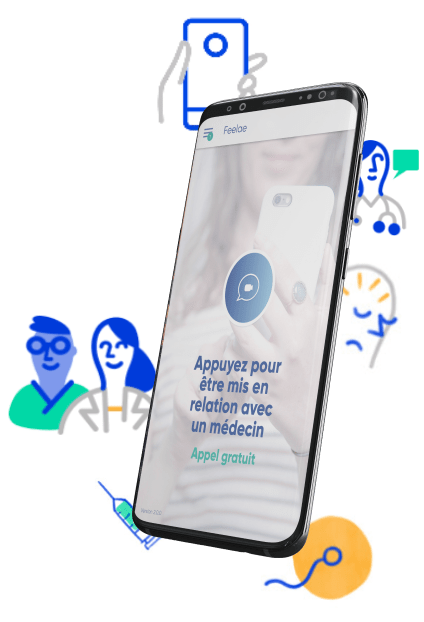 Feelae
Appuyez pour
être mis en
relation avec
un médecin
Appel gratuit